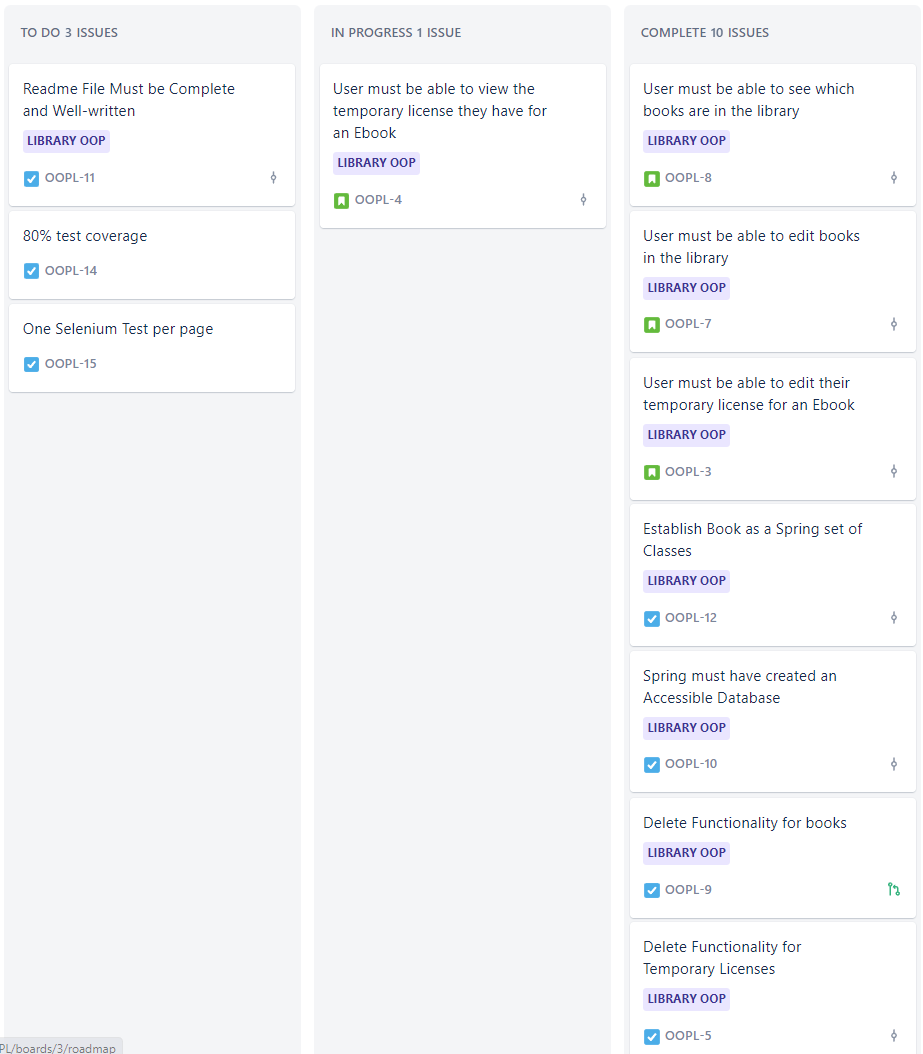 TO DO 3 ISSUES
Readme File Must be Complete
and Well-written
LIBRARY OOP
OOPL-11
80% test coverage
OOPL-14
One Selenium Test per page
OOPL-15
IN PROGRESS 1 ISSUE
User must be able to view the
temporary license they have for
an Ebook
LIBRARY OOP
OOPL-4
COMPLETE 10 ISSUES
User must be able to see which
books are in the library
LIBRARY OOP
OOPL-8
User must be able to edit books
in the library
LIBRARY OOP
OOPL-7
User must be able to edit their
temporary license for an Ebook
LIBRARY OOP
OOPL-3
Establish Book as a Spring set of
Classes
LIBRARY OOP
OOPL-12
Spring must have created an
Accessible Database
LIBRARY OOP
OOPL-10
Delete Functionality for books
LIBRARY OOP
OOPL-9
Delete Functionality for
Temporary Licenses
LIBRARY OOP
OOPL-5
PL/boards/3/roadmap